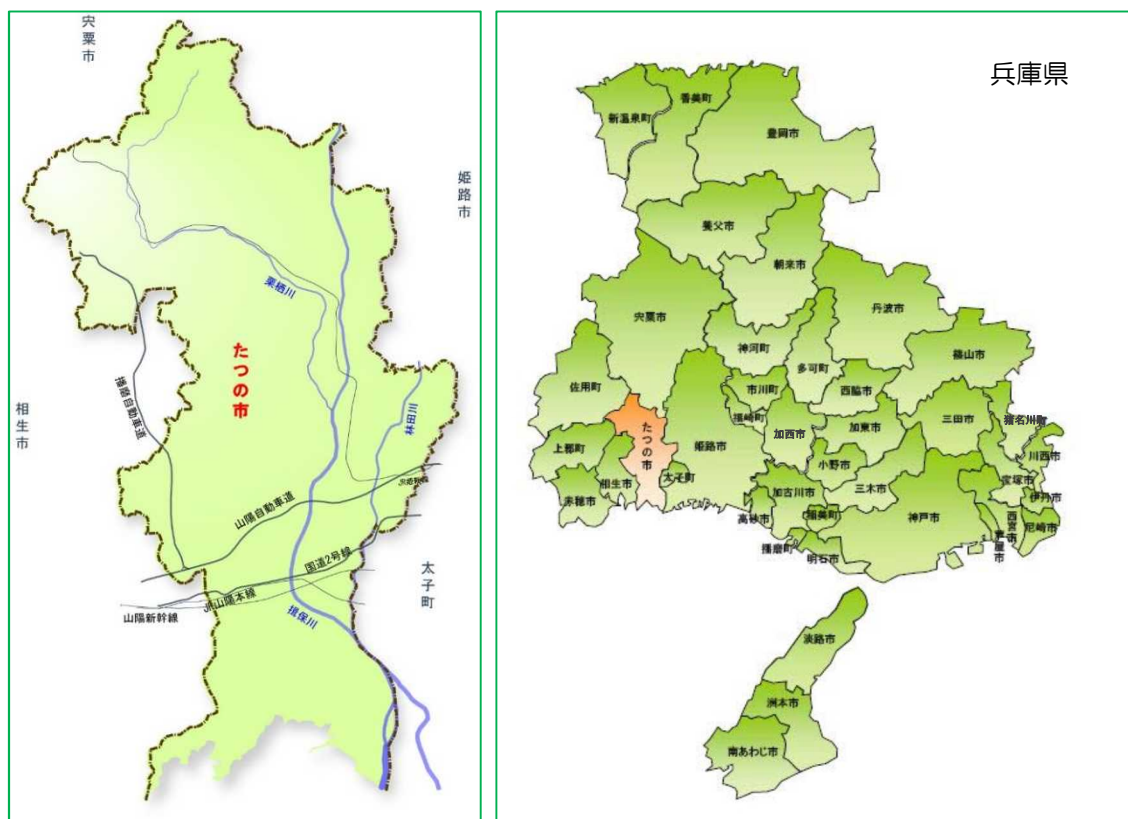 宍粟市
姫路市
栗栖川
たつの市
播磨自動車道
相生市
林田川
JR姫新線
山陽自動車道
国道2号線
太子町
JR山陽本線
山陽新幹線
揖保川
兵庫県
香美町
新温泉町
豊岡市
養父市
朝来市
宍粟市
丹波市
神河町
多可町
篠山市
佐用町
市川町
西脇市
福崎町
三田市
猪名川町
たつの市
姫路市
加西市
加東市
上郡町
川西市
小野市
相生市
太子町
加古川市
三木市
宝塚市
伊丹市
赤穂市
高砂市
稲美町
神戸市
西宮市
尼崎市
芦屋市
播磨町
明石市
淡路市
洲本市
南あわじ市